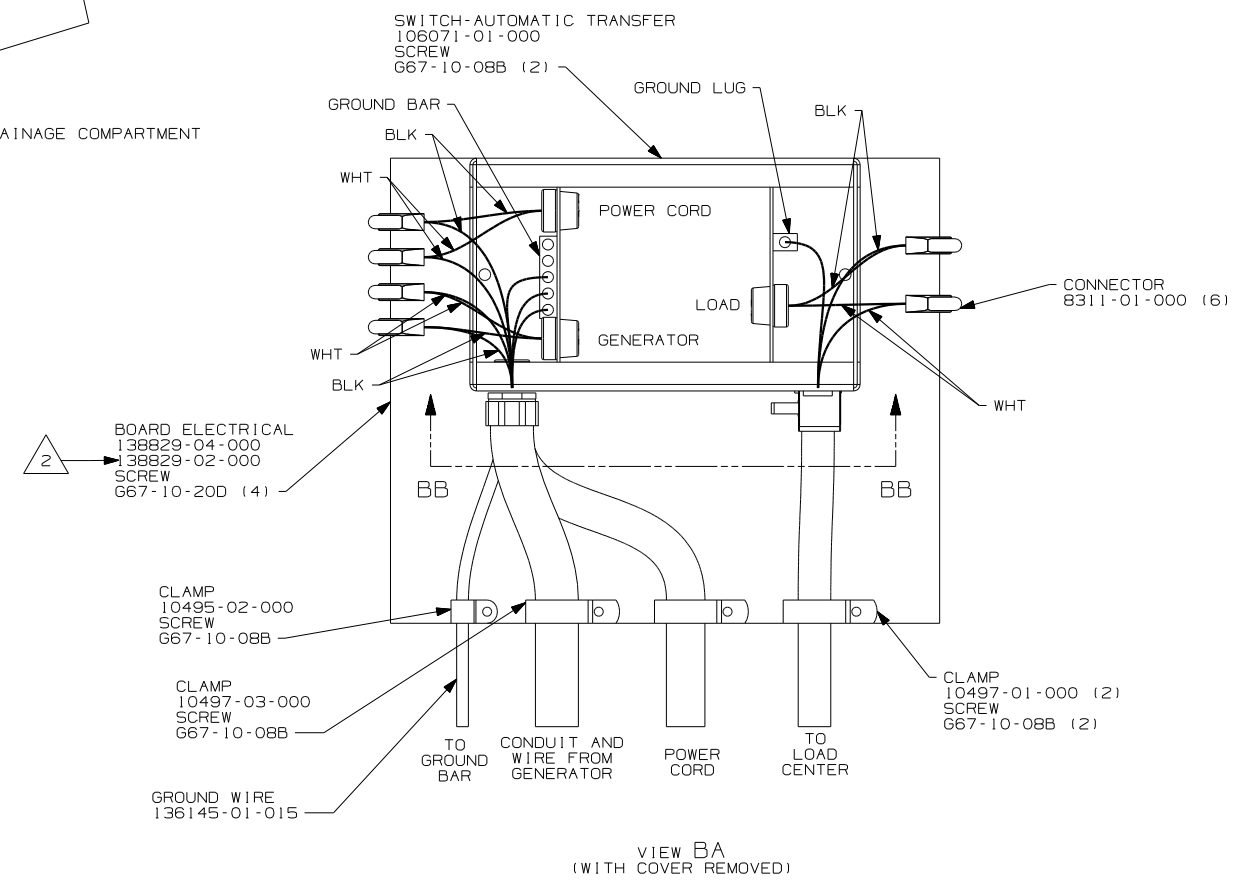 SWITCH-AUTOMATIC TRANSFER
106071-01-000
SCREW
G67-10-08B (2)
GROUND LUG
GROUND BAR
BLK
BLK
AINAGE COMPARTMENT
WHT
POWER CORD
CONNECTOR
8311-01-000 (6)
LOAD
GENERATOR
WHT
BLK
WHT
BOARD ELECTRICAL
138829-04-000
138829-02-000
SCREW
G67-10-20D (4)
2
BB
BB
CLAMP
10495-02-000
SCREW
G67-10-08B
CLAMP
10497-03-000
SCREW
G67-10-08B
CLAMP
10497-01-000 (2)
SCREW
G67-10-08B (2)
TO
GROUND
BAR
CONDUIT AND
WIRE FROM
GENERATOR
POWER
CORD
TO
LOAD
CENTER
GROUND WIRE
136145-01-015
VIEW BA
(WITH COVER REMOVED)